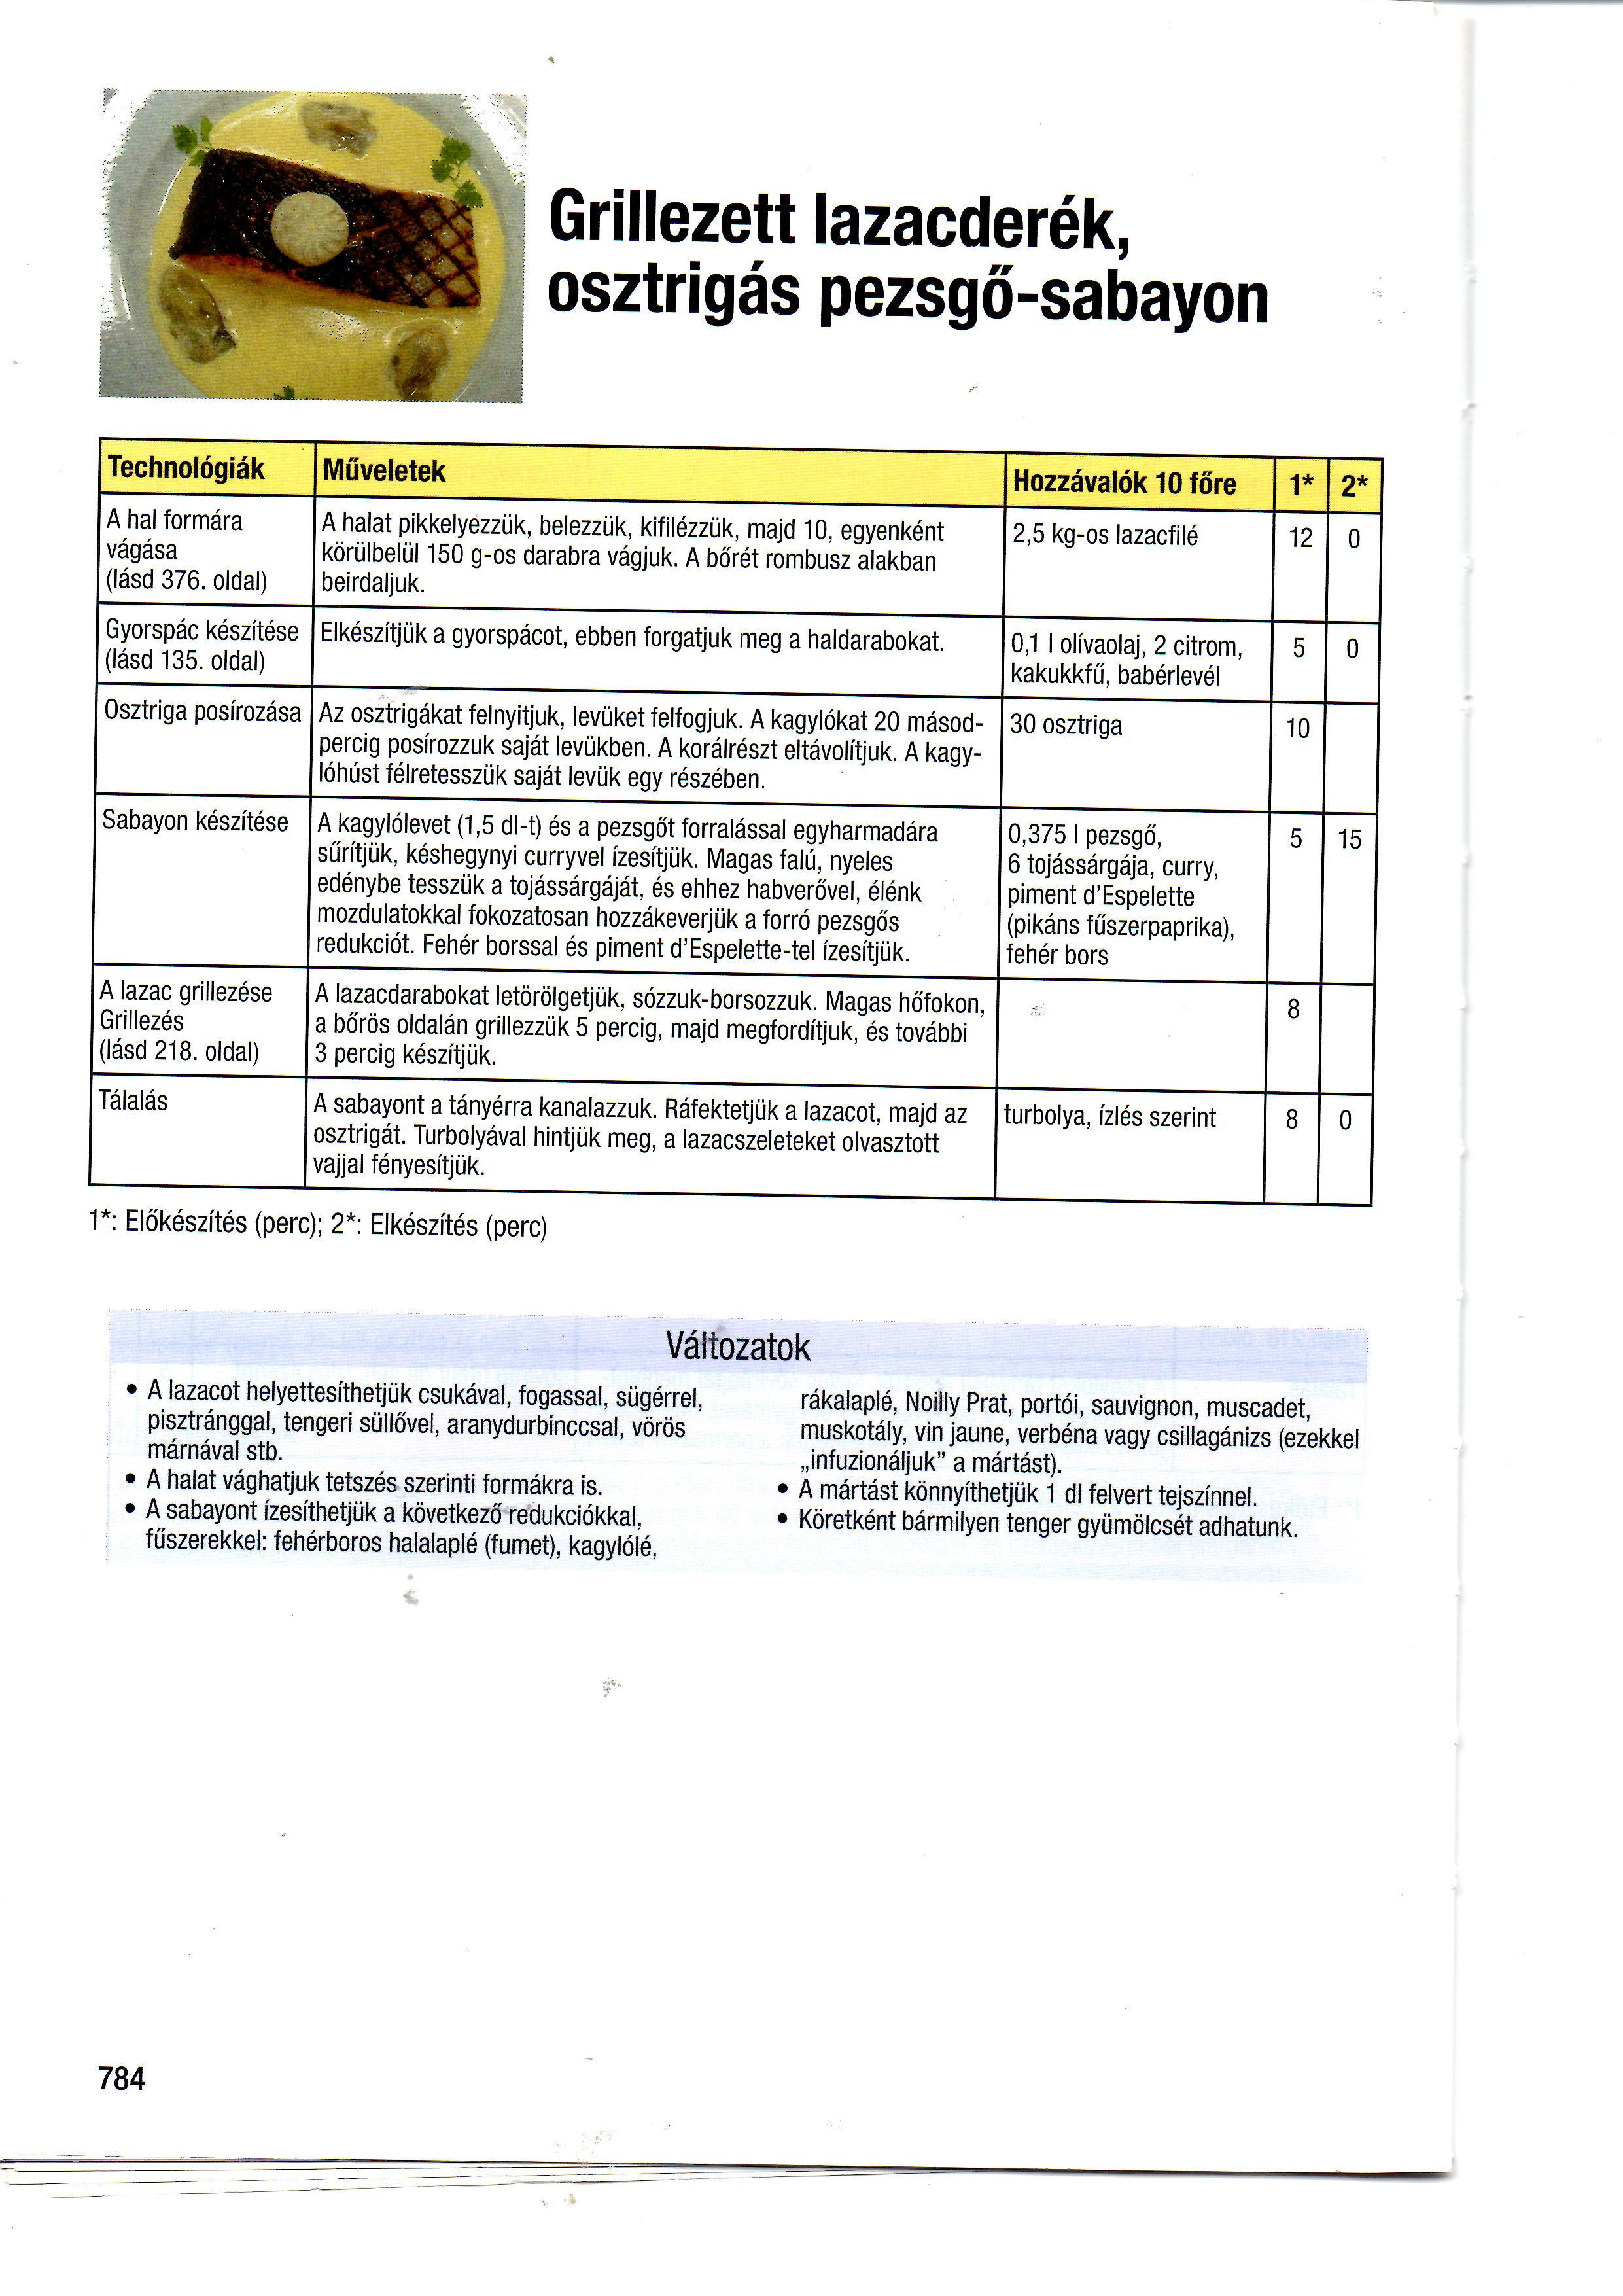 Grillezett lazacderék,
osztrigás pezsgő-sabayon
Technológiák Műveletek Hozzávalók 10 főre 1* 2*
A hal formára
vágása
(lásd 376. oldal)
A halat pikkelyezzük, belezzük, kifilézzük, majd 10, egyenként
körülbelül 150 g-os darabra vágjuk. A bőrét rombusz alakban
beirdaljuk.
2,5 kg-os lazacfilé
12 0
Gyorspác készítése
(lásd 135. oldal)
Elkészítjük a gyorspácot, ebben forgatjuk meg a haldarabokat.
0,1 l olívaolaj, 2 citrom,
kakukkfű, babérlevél
5 0
Osztriga posírozása
Az osztrigákat felnyitjuk, levüket felfogjuk. A kagylókat 20 másod-
percig posírozzuk saját levükben. A korálrészt eltávolítjuk. A kagy-
lóhúst félretesszük saját levük egy részében.
30 osztriga
10
Sabayon készítése
A kagylólevet (1,5 dl-t) és a pezsgőt forralással egyharmadára
sűrítjük, késhegynyi curryvel ízesítjük. Magas falú, nyeles
edénybe tesszük a tojássárgáját, és ehhez habverővel, élénk
mozdulatokkal fokozatosan hozzákeverjük a forró pezsgős
redukciót. Fehér borssal és piment d'Espelette-tel ízesítjük.
0,375 l pezsgő,
6 tojássárgája, curry,
piment d'Espelette
(pikáns fűszerpaprika),
fehér bors
5 15
A lazac grillezése
Grillezés
(lásd 218. oldal)
A lazacdarabokat letörölgetjük, sózzuk-borsozzuk. Magas hőfokon,
a bőrös oldalán grillezzük 5 percig, majd megfordítjuk, és további
3 percig készítjük.
8
Tálalás
A sabayont a tányérra kanalazzuk. Ráfektetjük a lazacot, majd az
osztrigát. Turbolyával hintjük meg, a lazacszeleteket olvasztott
vajjal fényesítjük.
turbolya, ízlés szerint
8 0
1*: Előkészítés (perc); 2*: Elkészítés (perc)
Változatok
• A lazacot helyettesíthetjük csukával, fogassal, sügérrel,
pisztránggal, tengeri süllővel, aranydurbinccsal, vörös
márnával stb.
• A halat vághatjuk tetszés szerinti formákra is.
• A sabayont ízesíthetjük a következő redukciókkal,
fűszerekkel: fehérboros halalaplé (fumet), kagylólé,
rákalaplé, Noilly Prat, portói, sauvignon, muscadet,
muskotály, vin jaune, verbéna vagy csillagánizs (ezekkel
„infuzionáljuk” a mártást).
• A mártást könnyíthetjük 1 dl felvert tejszínnel.
• Köretként bármilyen tenger gyümölcsét adhatunk.
784